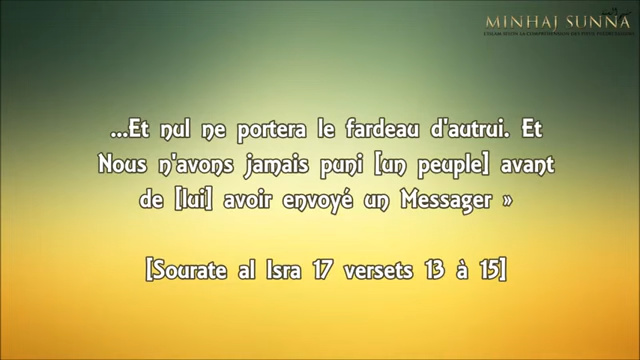 MINHAJ SUNNA
...Et nul ne portera le fardeau d'autrui. Et
Nous n'avons jamais puni [un peuple] avant
de [lui] avoir envoyé un Messager »
[Sourate al Isra 17 versets 13 à 15]